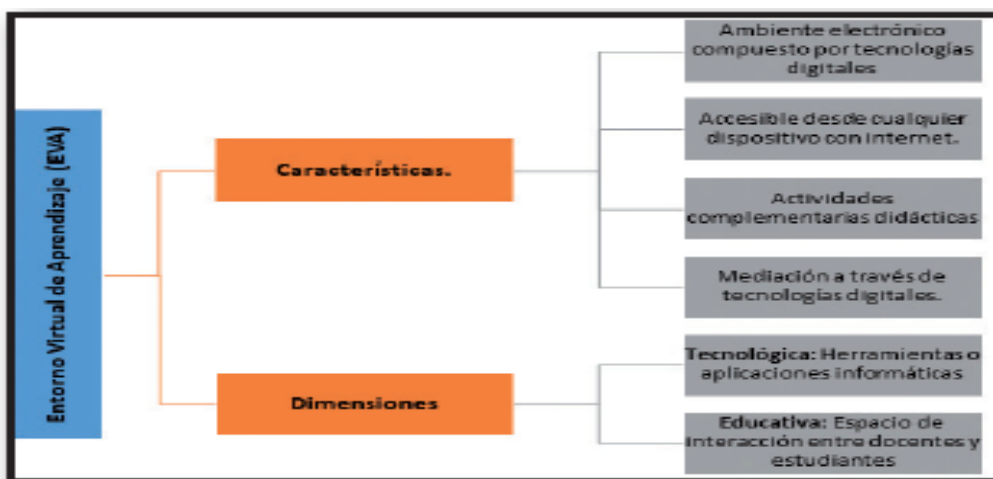 Entorno Virtual de Aprendizaje (EVA)
Característícas.
Ambiente electrónico
compuesto por tecnologías
digitales
Accesible desde cualquier
dispositivo con internet.
Actividades
complementarias didácticas
Mediación a través de
tecnologías digitales.
Dimensiones
Tecnológica: Herramientas o
aplicaciones informáticas
Educativa: Espacio de
interacción entre docentes y
estudiantes